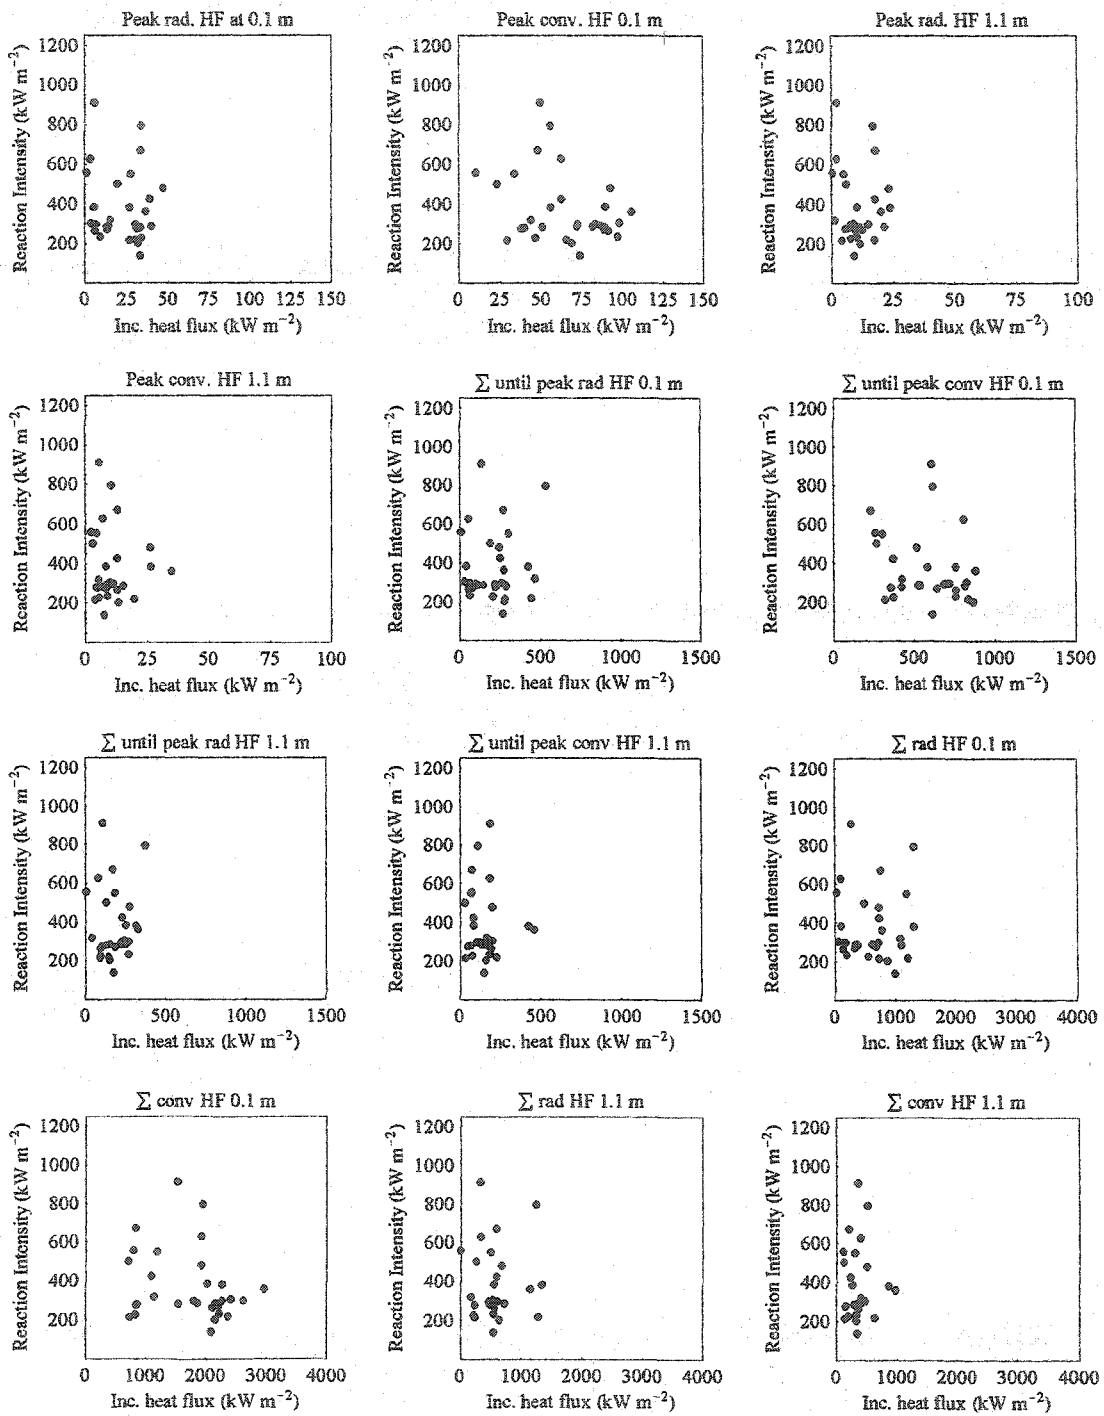 Peak rad. HF at 0.1 m
Reaction Intensity (kW m⁻²)
1200
1000
800
600
400
200
0 25 50 75 100 125 150
Inc. heat flux (kW m⁻²)
Peak conv. HF 0.1 m
Reaction Intensity (kW m⁻²)
1200
1000
800
600
400
200
0 25 50 75 100 125 150
Inc. heat flux (kW m⁻²)
Peak rad. HF 1.1 m
Reaction Intensity (kW m⁻²)
1200
1000
800
600
400
200
0 25 50 75 100
Inc. heat flux (kW m⁻²)
Peak conv. HF 1.1 m
Reaction Intensity (kW m⁻²)
1200
1000
800
600
400
200
0 25 50 75 100
Inc. heat flux (kW m⁻²)
∑ until peak rad HF 0.1 m
Reaction Intensity (kW m⁻²)
1200
1000
800
600
400
200
0 500 1000 1500
Inc. heat flux (kW m⁻²)
∑ until peak conv HF 0.1 m
Reaction Intensity (kW m⁻²)
1200
1000
800
600
400
200
0 500 1000 1500
Inc. heat flux (kW m⁻²)
∑ until peak rad HF 1.1 m
Reaction Intensity (kW m⁻²)
1200
1000
800
600
400
200
0 500 1000 1500
Inc. heat flux (kW m⁻²)
∑ until peak conv HF 1.1 m
Reaction Intensity (kW m⁻²)
1200
1000
800
600
400
200
0 500 1000 1500
Inc. heat flux (kW m⁻²)
∑ rad HF 0.1 m
Reaction Intensity (kW m⁻²)
1200
1000
800
600
400
200
0 1000 2000 3000 4000
Inc. heat flux (kW m⁻²)
∑ conv HF 0.1 m
Reaction Intensity (kW m⁻²)
1200
1000
800
600
400
200
0 1000 2000 3000 4000
Inc. heat flux (kW m⁻²)
∑ rad HF 1.1 m
Reaction Intensity (kW m⁻²)
1200
1000
800
600
400
200
0 1000 2000 3000 4000
Inc. heat flux (kW m⁻²)
∑ conv HF 1.1 m
Reaction Intensity (kW m⁻²)
1200
1000
800
600
400
200
0 1000 2000 3000 4000
Inc. heat flux (kW m⁻²)